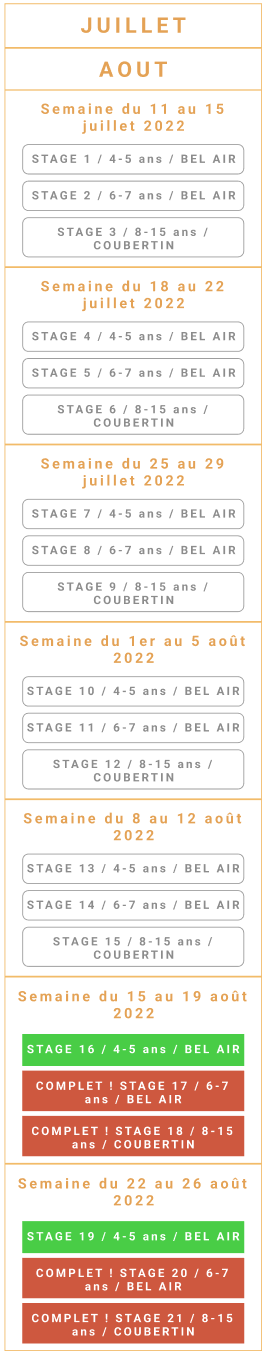 JUILLET
AOUT
Semaine du 11 au 15
juillet 2022
STAGE 1 / 4-5 ans / BEL AIR
STAGE 2 / 6-7 ans / BEL AIR
STAGE 3 / 8-15 ans /
COUBERTIN
Semaine du 18 au 22
juillet 2022
STAGE 4 / 4-5 ans / BEL AIR
STAGE 5 / 6-7 ans / BEL AIR
STAGE 6 / 8-15 ans /
COUBERTIN
Semaine du 25 au 29
juillet 2022
STAGE 7 / 4-5 ans / BEL AIR
STAGE 8 / 6-7 ans / BEL AIR
STAGE 9 / 8-15 ans /
COUBERTIN
Semaine du 1er au 5 août
2022
STAGE 10 / 4-5 ans / BEL AIR
STAGE 11 / 6-7 ans / BEL AIR
STAGE 12 / 8-15 ans /
COUBERTIN
Semaine du 8 au 12 août
2022
STAGE 13 / 4-5 ans / BEL AIR
STAGE 14 / 6-7 ans / BEL AIR
STAGE 15 / 8-15 ans /
COUBERTIN
Semaine du 15 au 19 août
2022
STAGE 16 / 4-5 ans / BEL AIR
COMPLET ! STAGE 17 / 6-7
ans / BEL AIR
COMPLET ! STAGE 18 / 8-15
ans / COUBERTIN
Semaine du 22 au 26 août
2022
STAGE 19 / 4-5 ans / BEL AIR
COMPLET ! STAGE 20 / 6-7
ans / BEL AIR
COMPLET ! STAGE 21 / 8-15
ans / COUBERTIN